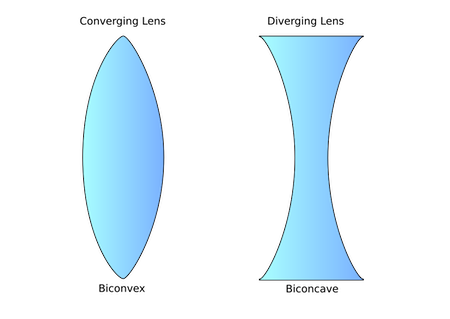 Converging Lens
Diverging Lens
Biconvex
Biconcave